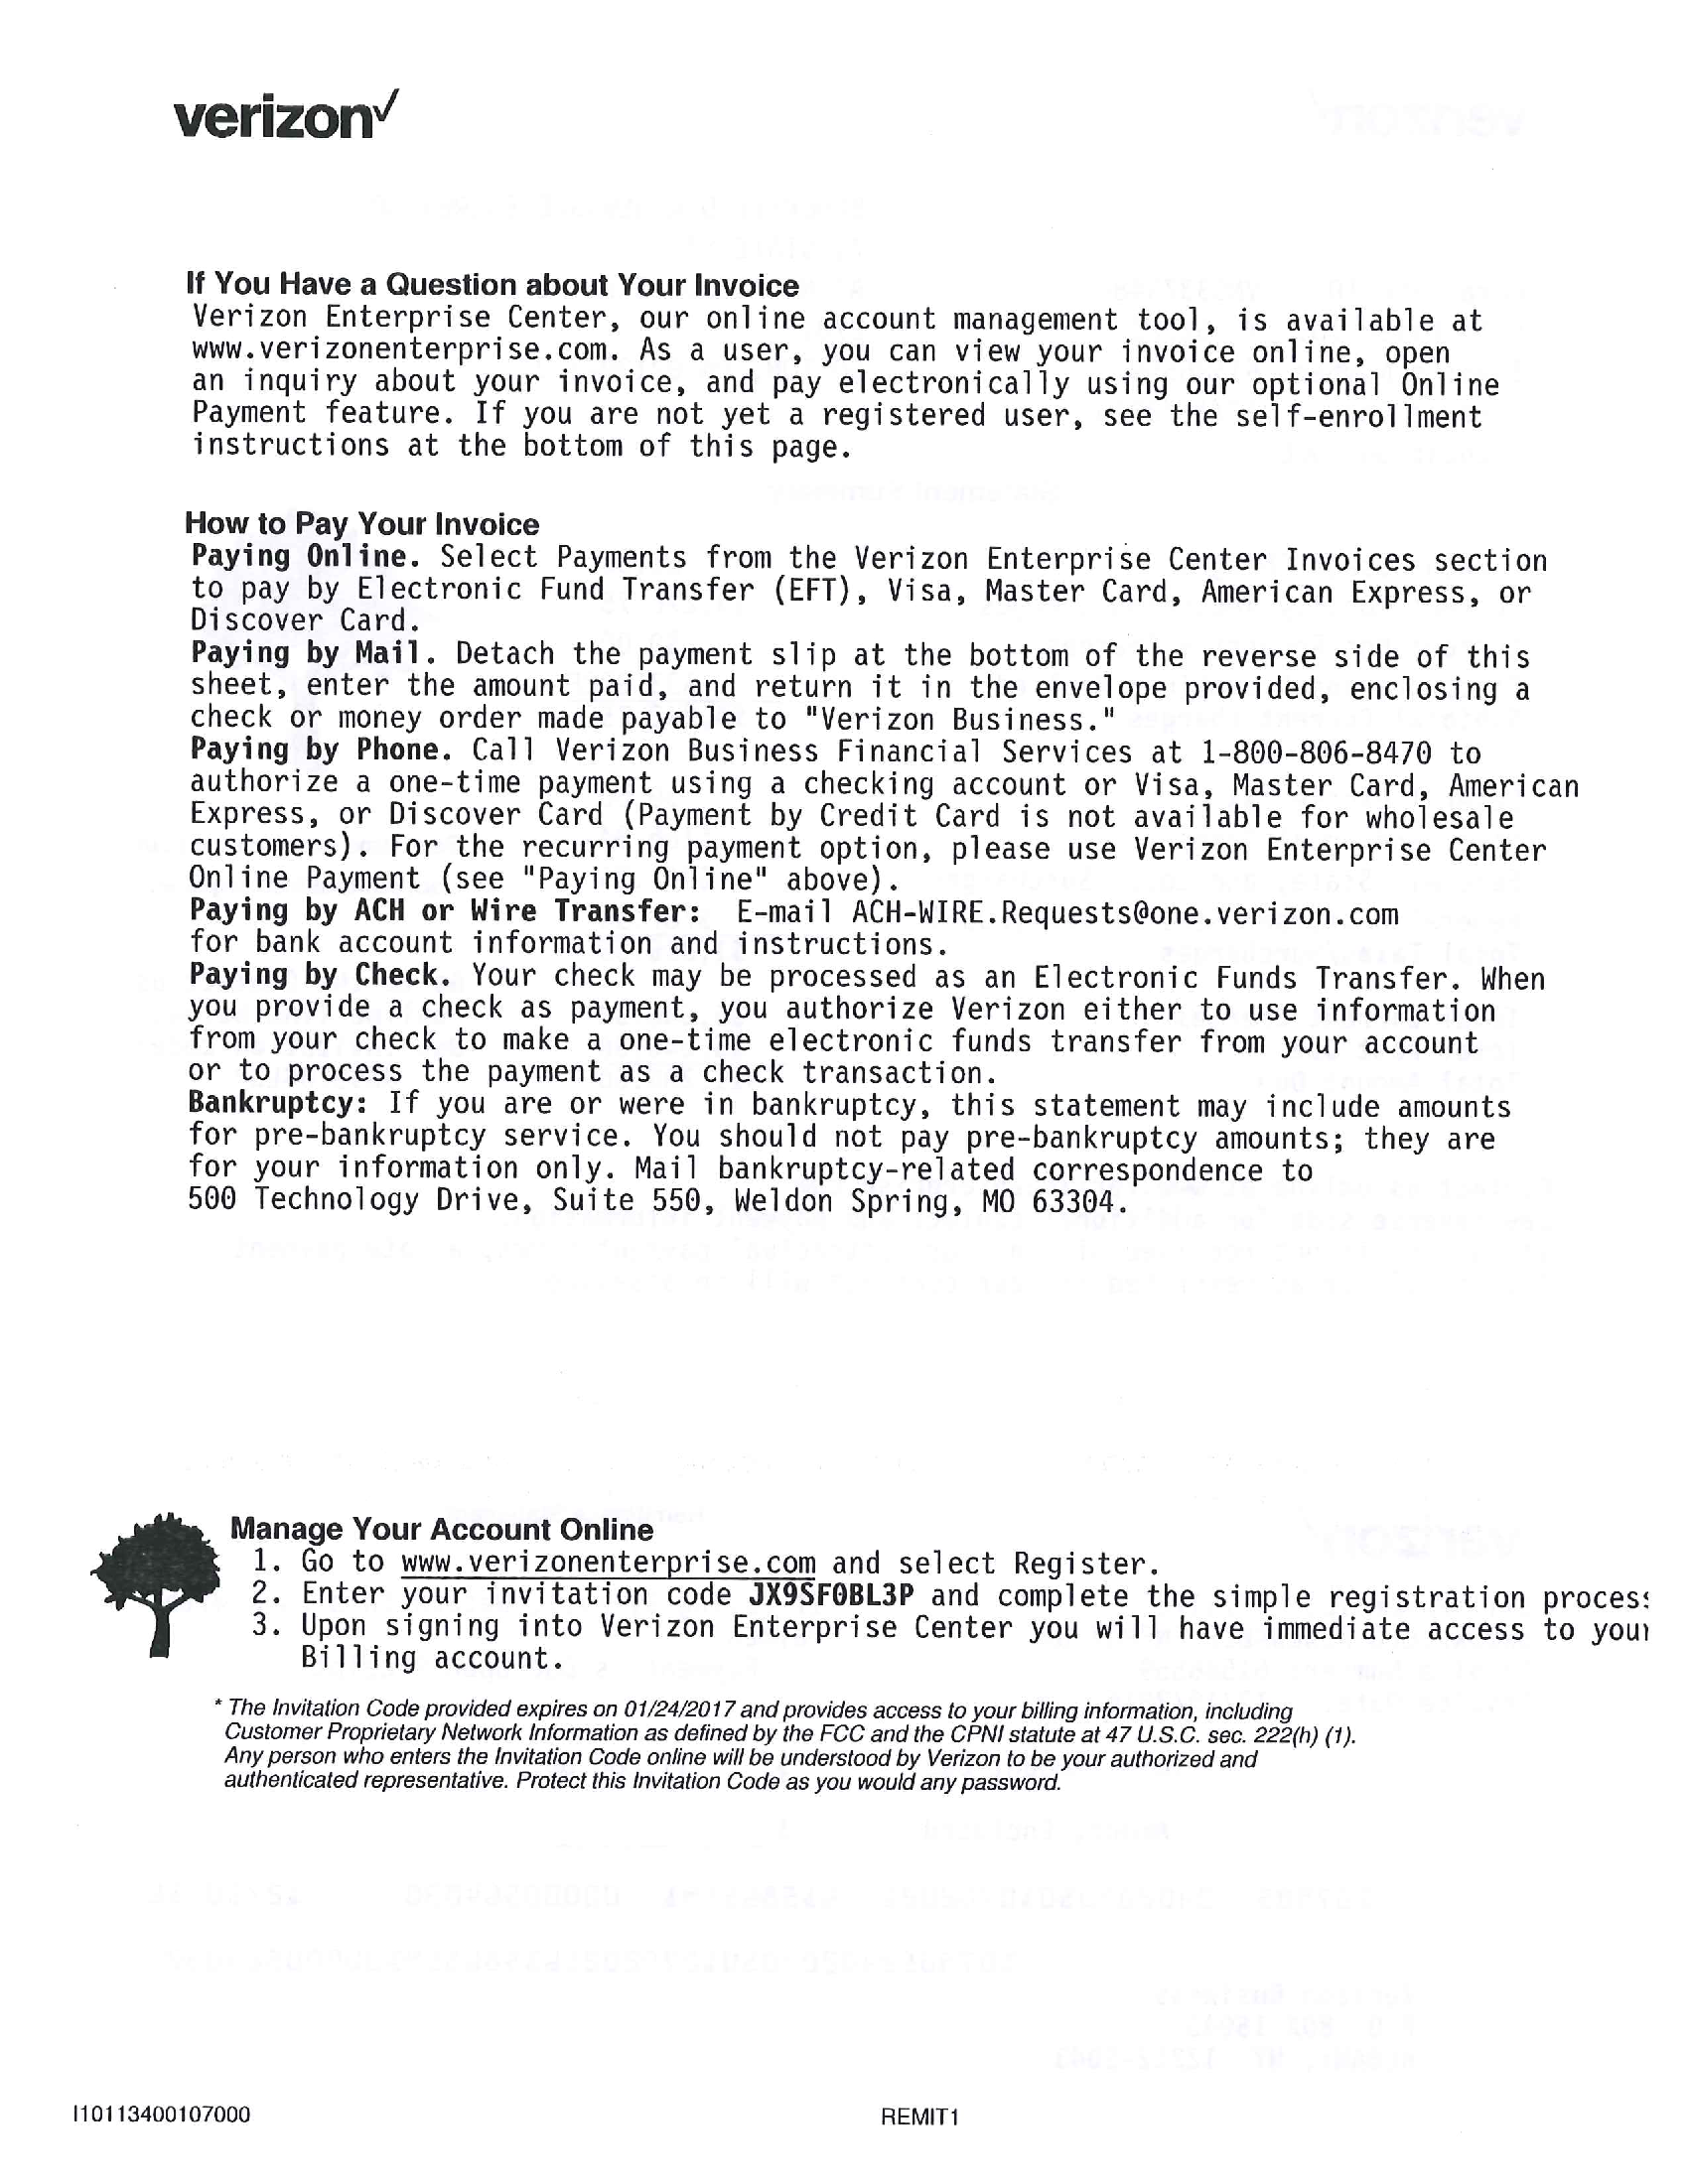 verizon✓
If You Have a Question about Your Invoice
Verizon Enterprise Center, our online account management tool, is available at
www.verizonenterprise.com. As a user, you can view your invoice online, open
an inquiry about your invoice, and pay electronically using our optional Online
Payment feature. If you are not yet a registered user, see the self-enrollment
instructions at the bottom of this page.
How to Pay Your Invoice
Paying Online. Select Payments from the Verizon Enterprise Center Invoices section
to pay by Electronic Fund Transfer (EFT), Visa, Master Card, American Express, or
Discover Card.
Paying by Mail. Detach the payment slip at the bottom of the reverse side of this
sheet, enter the amount paid, and return it in the envelope provided, enclosing a
check or money order made payable to "Verizon Business."
Paying by Phone. Call Verizon Business Financial Services at 1-800-806-8470 to
authorize a one-time payment using a checking account or Visa, Master Card, American
Express, or Discover Card (Payment by Credit Card is not available for wholesale
customers). For the recurring payment option, please use Verizon Enterprise Center
Online Payment (see "Paying Online" above).
Paying by ACH or Wire Transfer: E-mail ACH-WIRE.Requests@one.verizon.com
for bank account information and instructions.
Paying by Check. Your check may be processed as an Electronic Funds Transfer. When
you provide a check as payment, you authorize Verizon either to use information
from your check to make a one-time electronic funds transfer from your account
or to process the payment as a check transaction.
Bankruptcy: If you are or were in bankruptcy, this statement may include amounts
for pre-bankruptcy service. You should not pay pre-bankruptcy amounts; they are
for your information only. Mail bankruptcy-related correspondence to
500 Technology Drive, Suite 550, Weldon Spring, MO 63304.
Manage Your Account Online
1. Go to www.verizonenterprise.com and select Register.
2. Enter your invitation code JX9SF0BL3P and complete the simple registration process
3. Upon signing into Verizon Enterprise Center you will have immediate access to your
Billing account.
* The Invitation Code provided expires on 01/24/2017 and provides access to your billing information, including
Customer Proprietary Network Information as defined by the FCC and the CPNI statute at 47 U.S.C. sec. 222(h) (1).
Any person who enters the Invitation Code online will be understood by Verizon to be your authorized and
authenticated representative. Protect this Invitation Code as you would any password.
I10113400107000
REMIT1